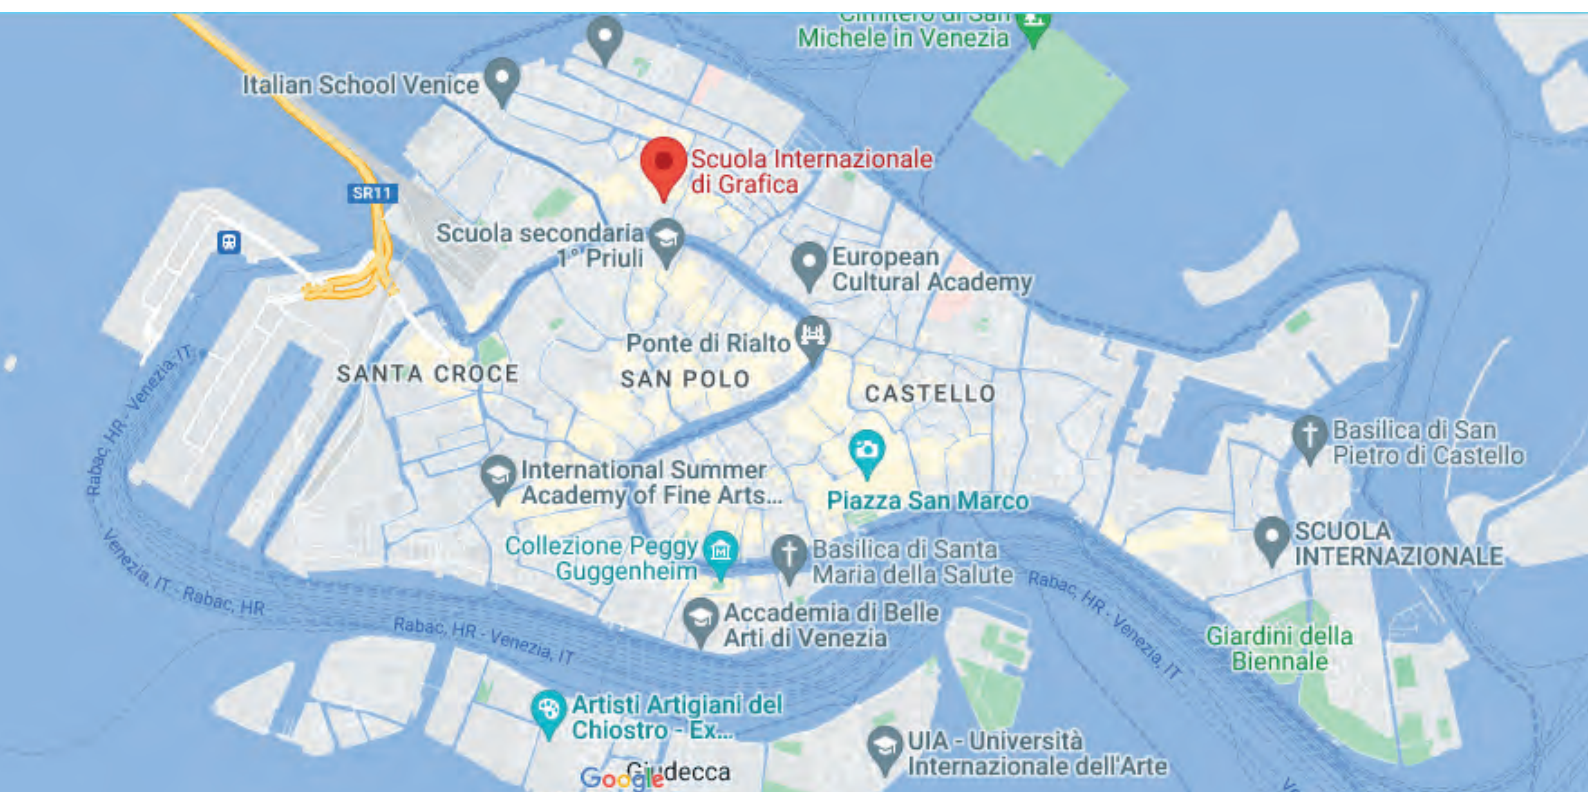 Cimitero di San
Michele in Venezia
Italian School Venice
Scuola Internazionale
di Grafica
SR11
Scuola secondaria
1° Priuli
European
Cultural Academy
Ponte di Rialto
SANTA CROCE
SAN POLO
CASTELLO
Rabac, HR - Venezia, IT
Basilica di San
Pietro di Castello
International Summer
Academy of Fine Arts...
Piazza San Marco
SCUOLA
INTERNAZIONALE
Collezione Peggy
Guggenheim
Basilica di Santa
Maria della Salute
Venezia, IT - Rabac, HR
Rabac, HR - Venezia, IT
Accademia di Belle
Arti di Venezia
Rabac, HR - Venezia, IT
Giardini della
Biennale
Artisti Artigiani del
Chiostro - Ex...
UIA - Università
Internazionale dell'Arte
Giudecca
Google